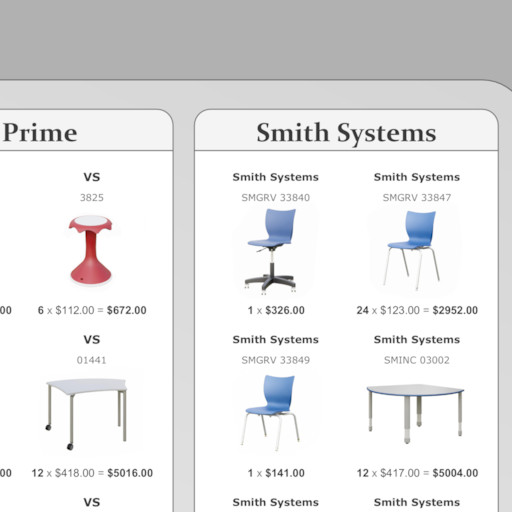 Prime
VS
3825
00
6 x $112.00 = $672.00
VS
01441
00
12 x $418.00 = $5016.00
VS
Smith Systems
Smith Systems
SMGRV 33840
Smith Systems
SMGRV 33847
1 x $326.00
24 x $123.00 = $2952.00
Smith Systems
SMGRV 33849
Smith Systems
SMINC 03002
1 x $141.00
12 x $417.00 = $5004.00
Smith Systems
Smith Systems